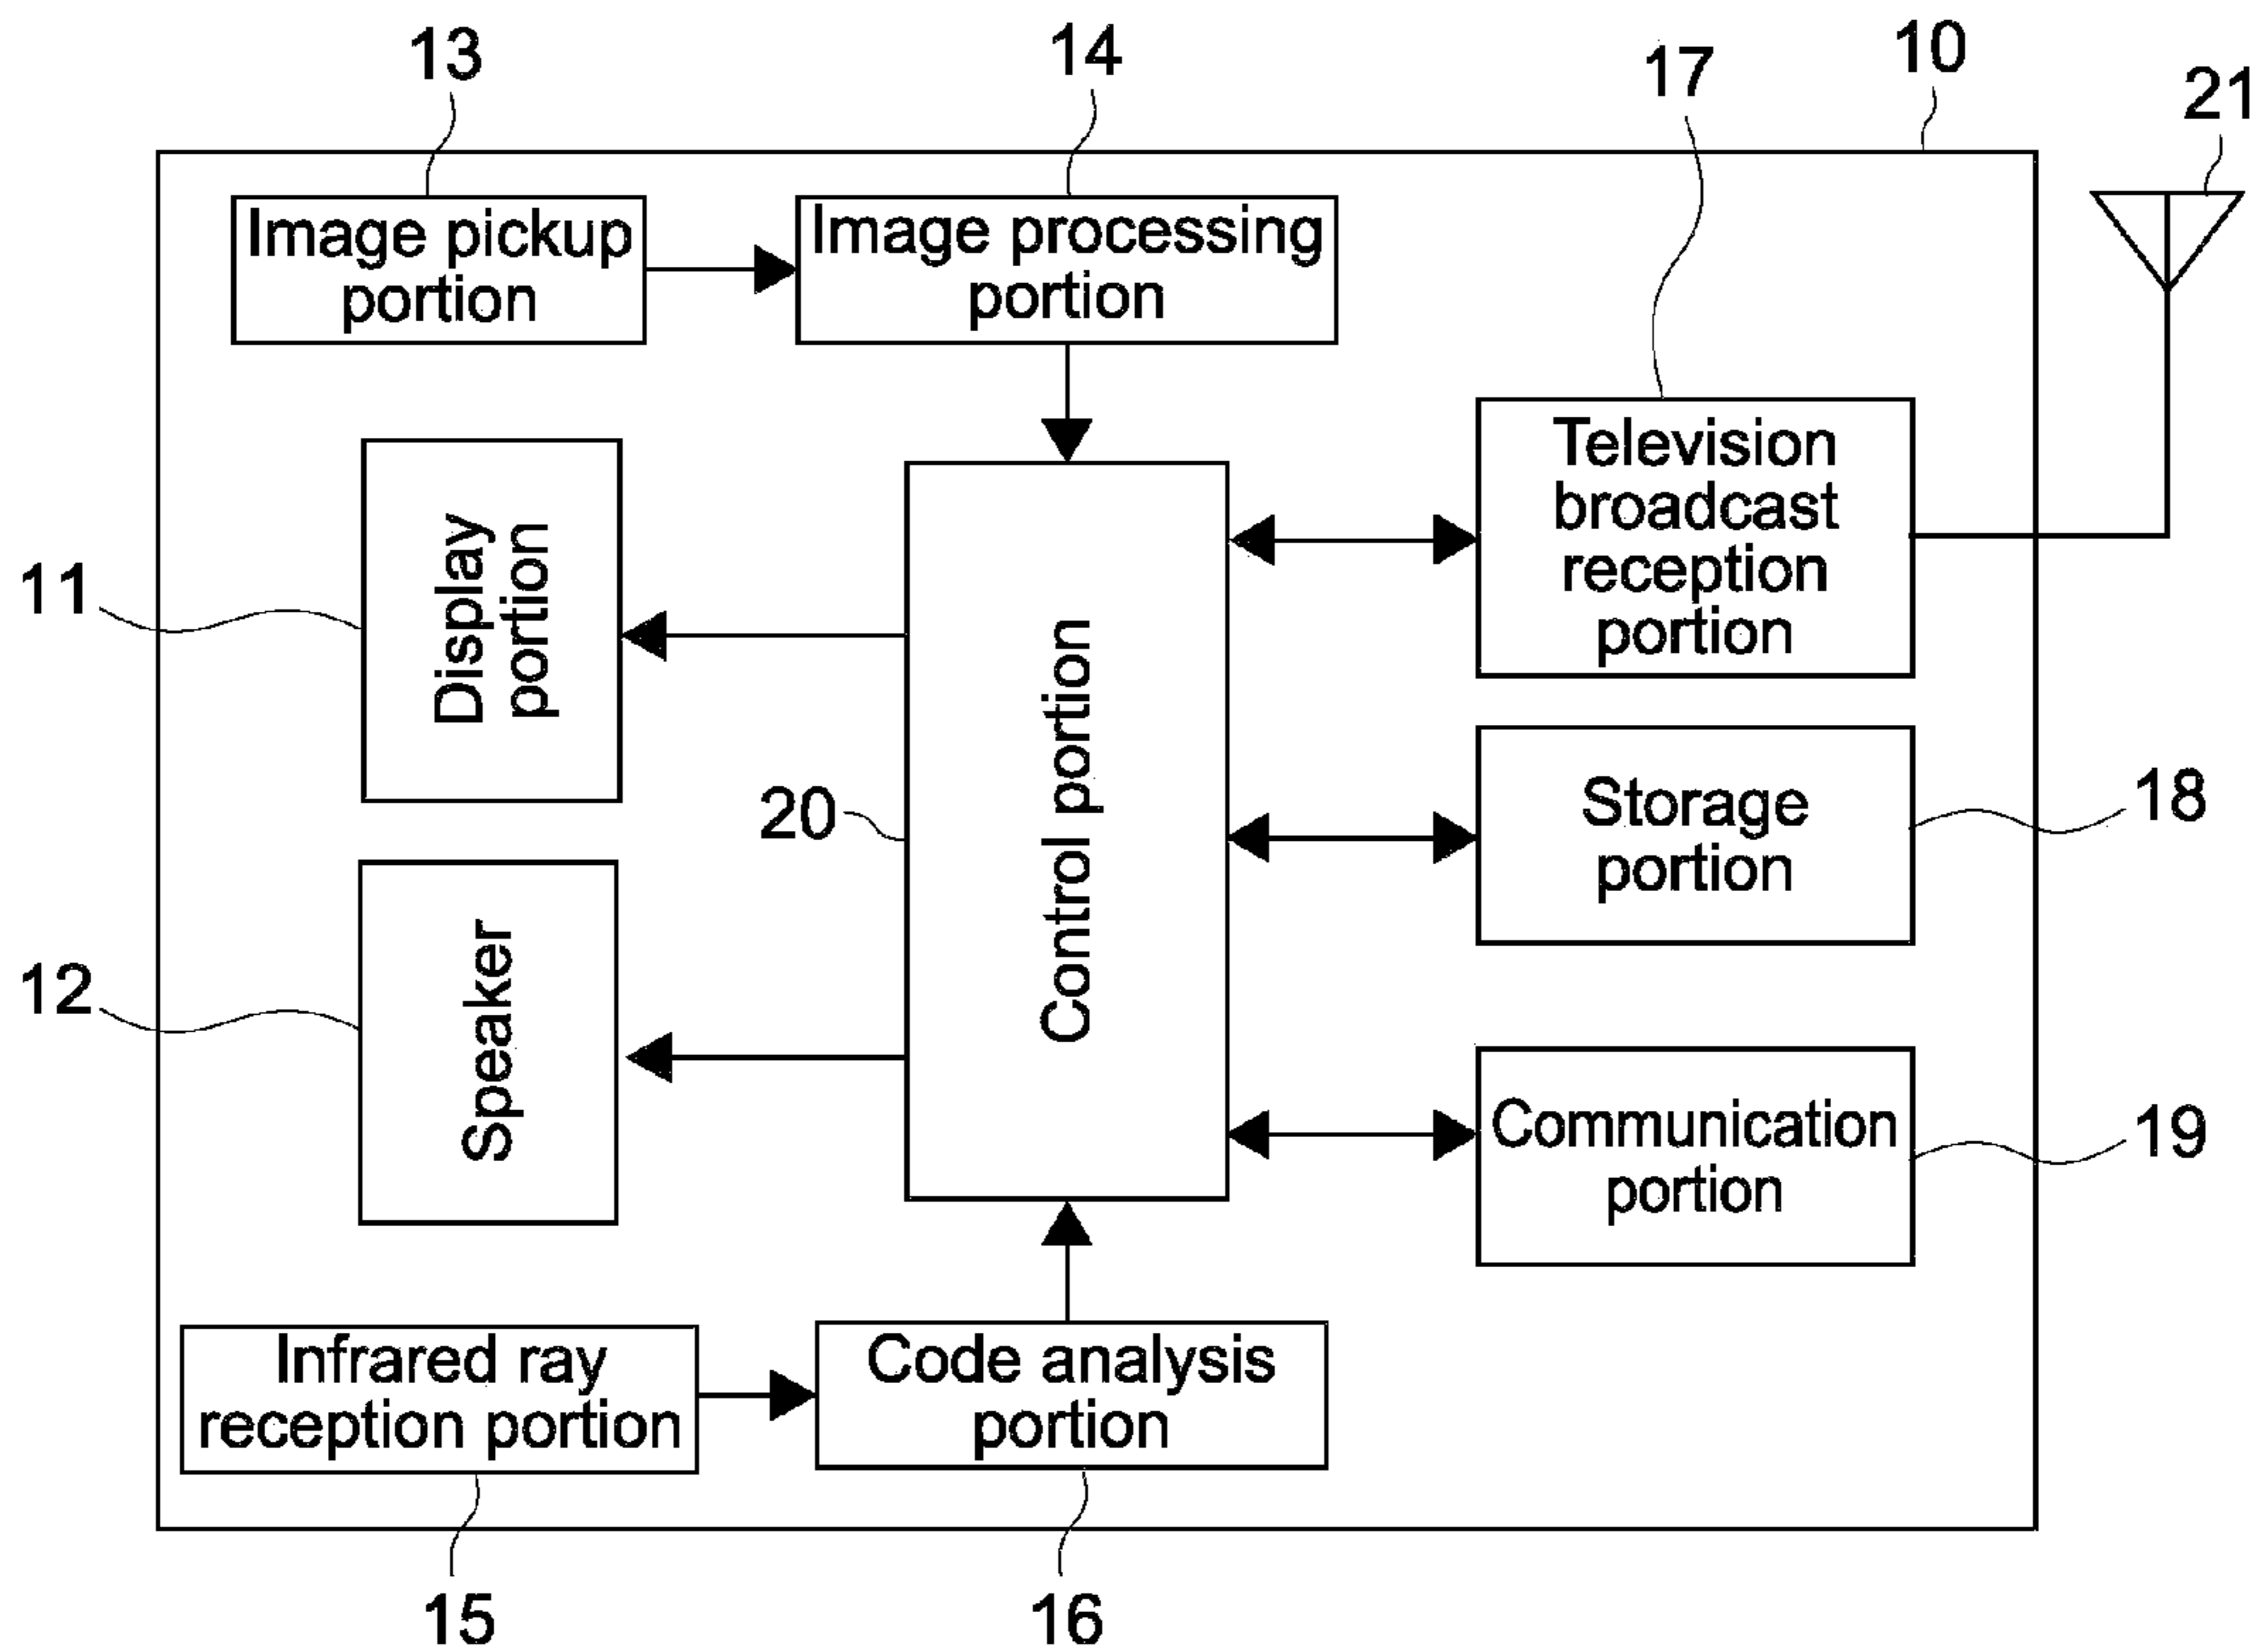 13
14
17
10
21
Image pickup
portion
Image processing
portion
Television
broadcast
reception
portion
11
Display
portion
20
Control portion
Storage
portion
18
12
Speaker
Communication
portion
19
Infrared ray
reception portion
Code analysis
portion
15
16